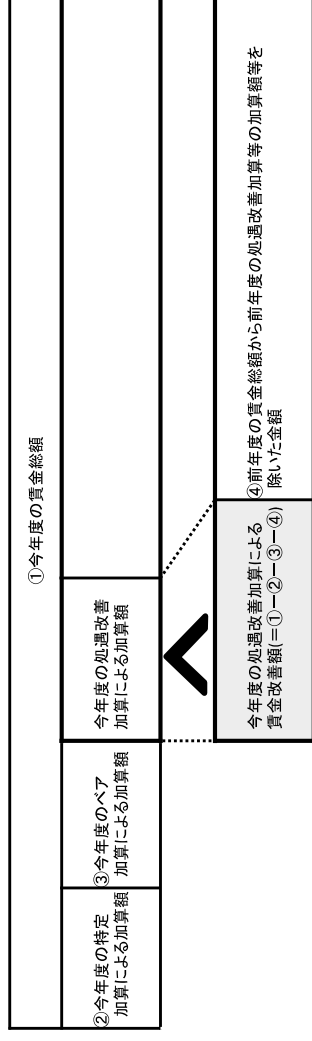 ①今年度の賃金総額
②今年度の特定
加算による加算額
③今年度のベア
加算による加算額
今年度の処遇改善
加算による加算額
今年度の処遇改善加算による
賃金改善額(=①ー②ー③ー④)
④前年度の賃金総額から前年度の処遇改善加算等の加算額等を
除いた金額